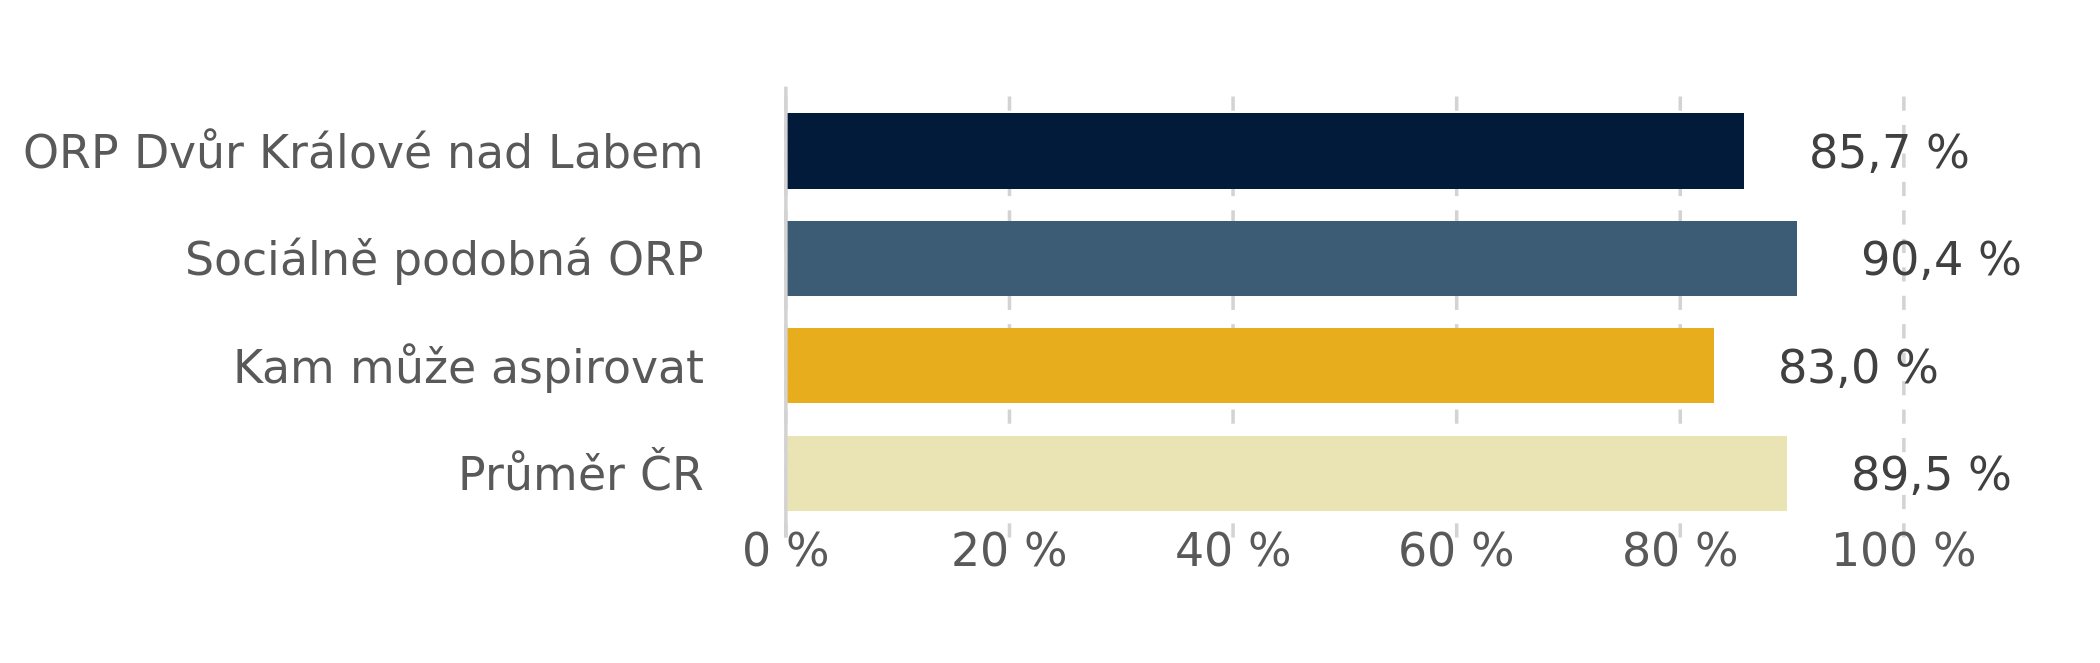 ORP Dvůr Králové nad Labem 85,7 %
Sociálně podobná ORP 90,4 %
Kam může aspirovat 83,0 %
Průměr ČR 89,5 %
0 % 20 % 40 % 60 % 80 % 100 %